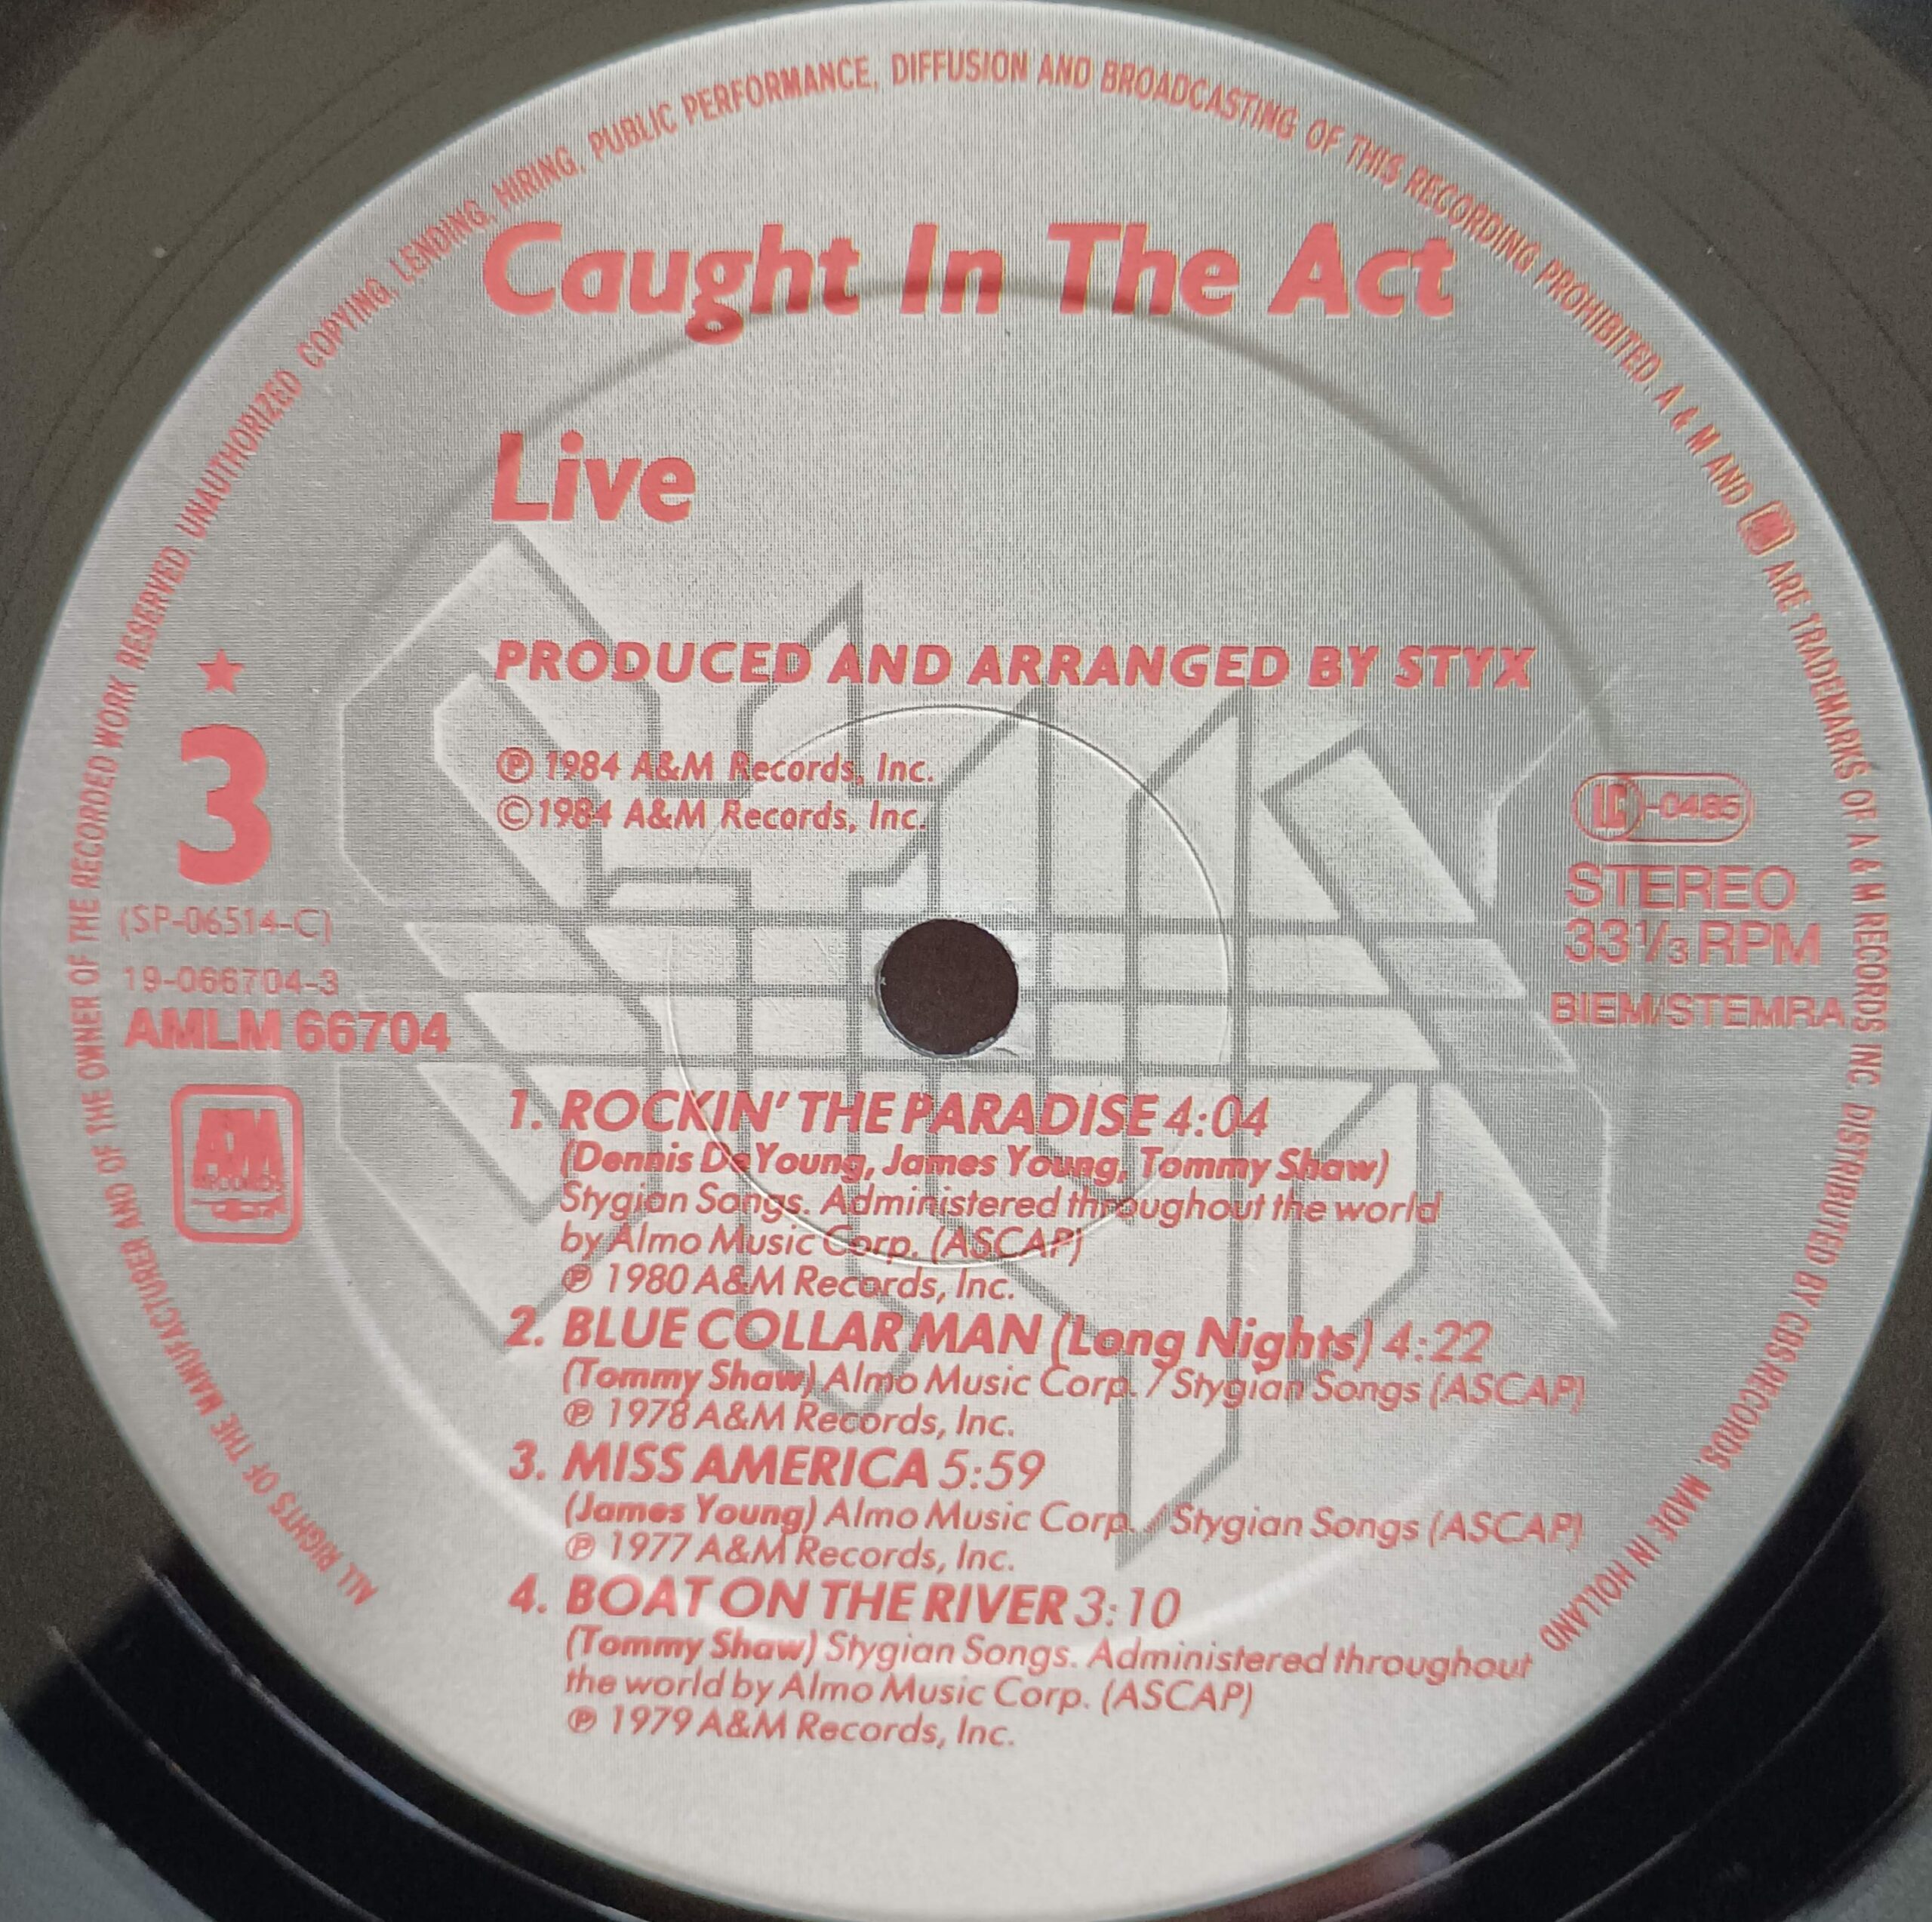 ALL RIGHTS OF THE MANUFACTURER AND OF THE OWNER OF THE RECORDED WORK RESERVED. UNAUTHORIZED COPYING, LENDING, HIRING, PUBLIC PERFORMANCE, DIFFUSION AND BROADCASTING OF THIS RECORDING PROHIBITED. A & M AND ARE TRADEMARKS OF A & M RECORDS INC DISTRIBUTED BY CBS RECORDS. MADE IN HOLLAND
Caught In The Act
Live
PRODUCED AND ARRANGED BY STYX
℗ 1984 A&M Records, Inc.
© 1984 A&M Records, Inc.
★
3
(SP-06514-C)
19-066704-3
AMLM 66704
A&M
RECORDS
LC-0485
STEREO
33 1/3 RPM
BIEM/STEMRA
1. ROCKIN' THE PARADISE 4:04
(Dennis DeYoung, James Young, Tommy Shaw)
Stygian Songs. Administered throughout the world
by Almo Music Corp. (ASCAP)
℗ 1980 A&M Records, Inc.
2. BLUE COLLAR MAN (Long Nights) 4:22
(Tommy Shaw) Almo Music Corp. / Stygian Songs (ASCAP)
℗ 1978 A&M Records, Inc.
3. MISS AMERICA 5:59
(James Young) Almo Music Corp. / Stygian Songs (ASCAP)
℗ 1977 A&M Records, Inc.
4. BOAT ON THE RIVER 3:10
(Tommy Shaw) Stygian Songs. Administered throughout
the world by Almo Music Corp. (ASCAP)
℗ 1979 A&M Records, Inc.